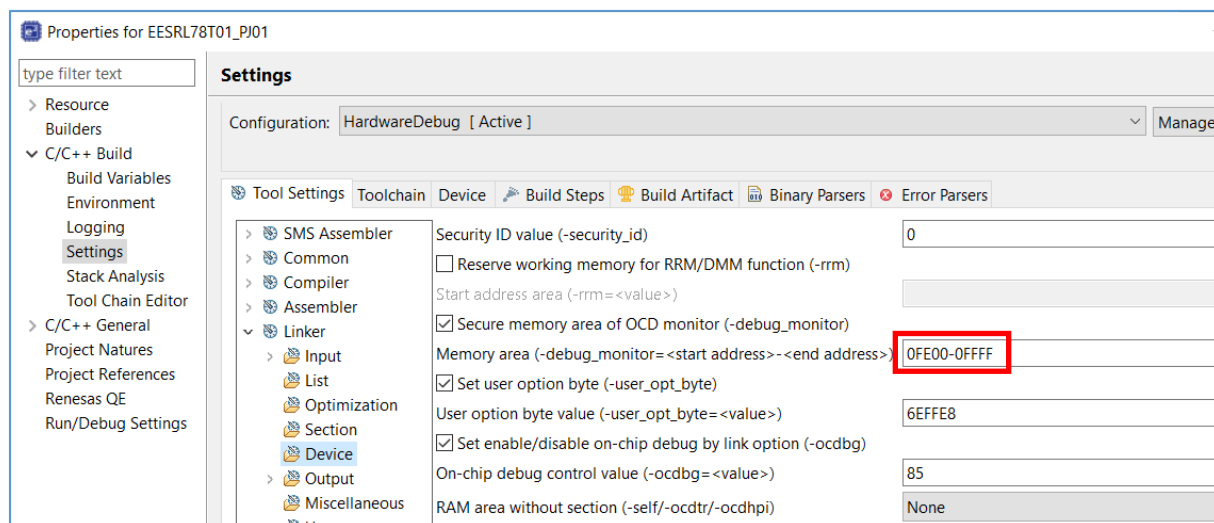 Properties for EESRL78T01_PJ01
type filter text
Resource
Builders
C/C++ Build
Build Variables
Environment
Logging
Settings
Stack Analysis
Tool Chain Editor
C/C++ General
Project Natures
Project References
Renesas QE
Run/Debug Settings
Settings
Configuration: HardwareDebug [ Active ] Manage
Tool Settings Toolchain Device Build Steps Build Artifact Binary Parsers Error Parsers
SMS Assembler
Common
Compiler
Assembler
Linker
Input
List
Optimization
Section
Device
Output
Miscellaneous
Security ID value (-security_id) 0
Reserve working memory for RRM/DMM function (-rrm)
Start address area (-rrm=<value>)
Secure memory area of OCD monitor (-debug_monitor)
Memory area (-debug_monitor=<start address>-<end address>) 0FE00-0FFFF
Set user option byte (-user_opt_byte)
User option byte value (-user_opt_byte=<value>) 6EFFE8
Set enable/disable on-chip debug by link option (-ocdbg)
On-chip debug control value (-ocdbg=<value>) 85
RAM area without section (-self/-ocdtr/-ocdhpi) None